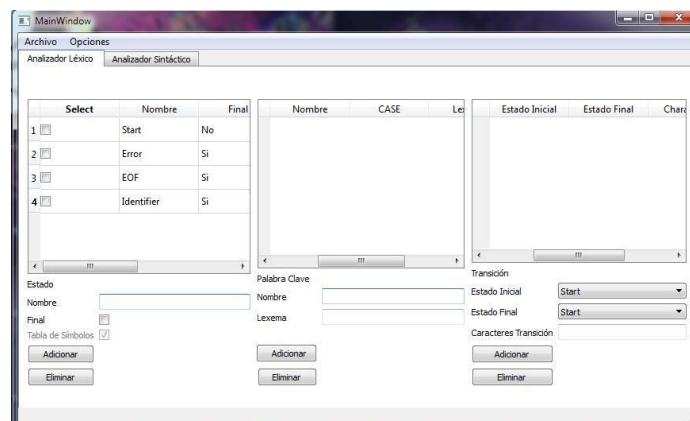 MainWindow
Archivo Opciones
Analizador Léxico Analizador Sintáctico
Select Nombre Final
1 Start No
2 Error Si
3 EOF Si
4 Identifier Si
Nombre CASE Le
Estado Inicial Estado Final Chara
Estado
Nombre
Final
Tabla de Símbolos
Adicionar
Eliminar
Palabra Clave
Nombre
Lexema
Adicionar
Eliminar
Transición
Estado Inicial Start
Estado Final Start
Caracteres Transición
Adicionar
Eliminar